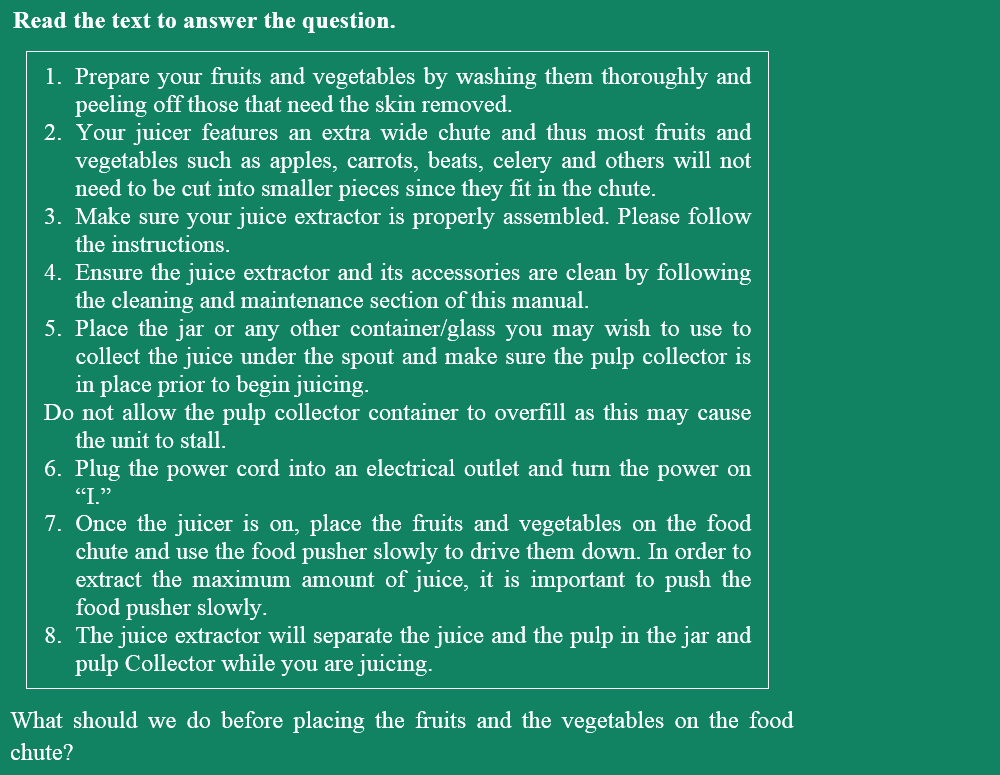 Read the text to answer the question.
1. Prepare your fruits and vegetables by washing them thoroughly and
peeling off those that need the skin removed.
2. Your juicer features an extra wide chute and thus most fruits and
vegetables such as apples, carrots, beats, celery and others will not
need to be cut into smaller pieces since they fit in the chute.
3. Make sure your juice extractor is properly assembled. Please follow
the instructions.
4. Ensure the juice extractor and its accessories are clean by following
the cleaning and maintenance section of this manual.
5. Place the jar or any other container/glass you may wish to use to
collect the juice under the spout and make sure the pulp collector is
in place prior to begin juicing.
Do not allow the pulp collector container to overfill as this may cause
the unit to stall.
6. Plug the power cord into an electrical outlet and turn the power on
“I.”
7. Once the juicer is on, place the fruits and vegetables on the food
chute and use the food pusher slowly to drive them down. In order to
extract the maximum amount of juice, it is important to push the
food pusher slowly.
8. The juice extractor will separate the juice and the pulp in the jar and
pulp Collector while you are juicing.
What should we do before placing the fruits and the vegetables on the food
chute?